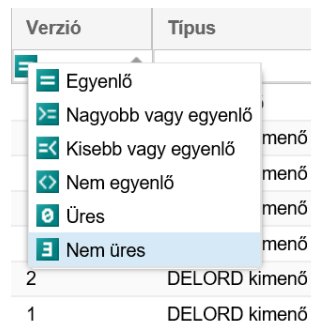 Verzió Típus
Egyenlő
Nagyobb vagy egyenlő
Kisebb vagy egyenlő
menő
Nem egyenlő
menő
Üres
menő
Nem üres
menő
2 DELORD kimenő
1 DELORD kimenő